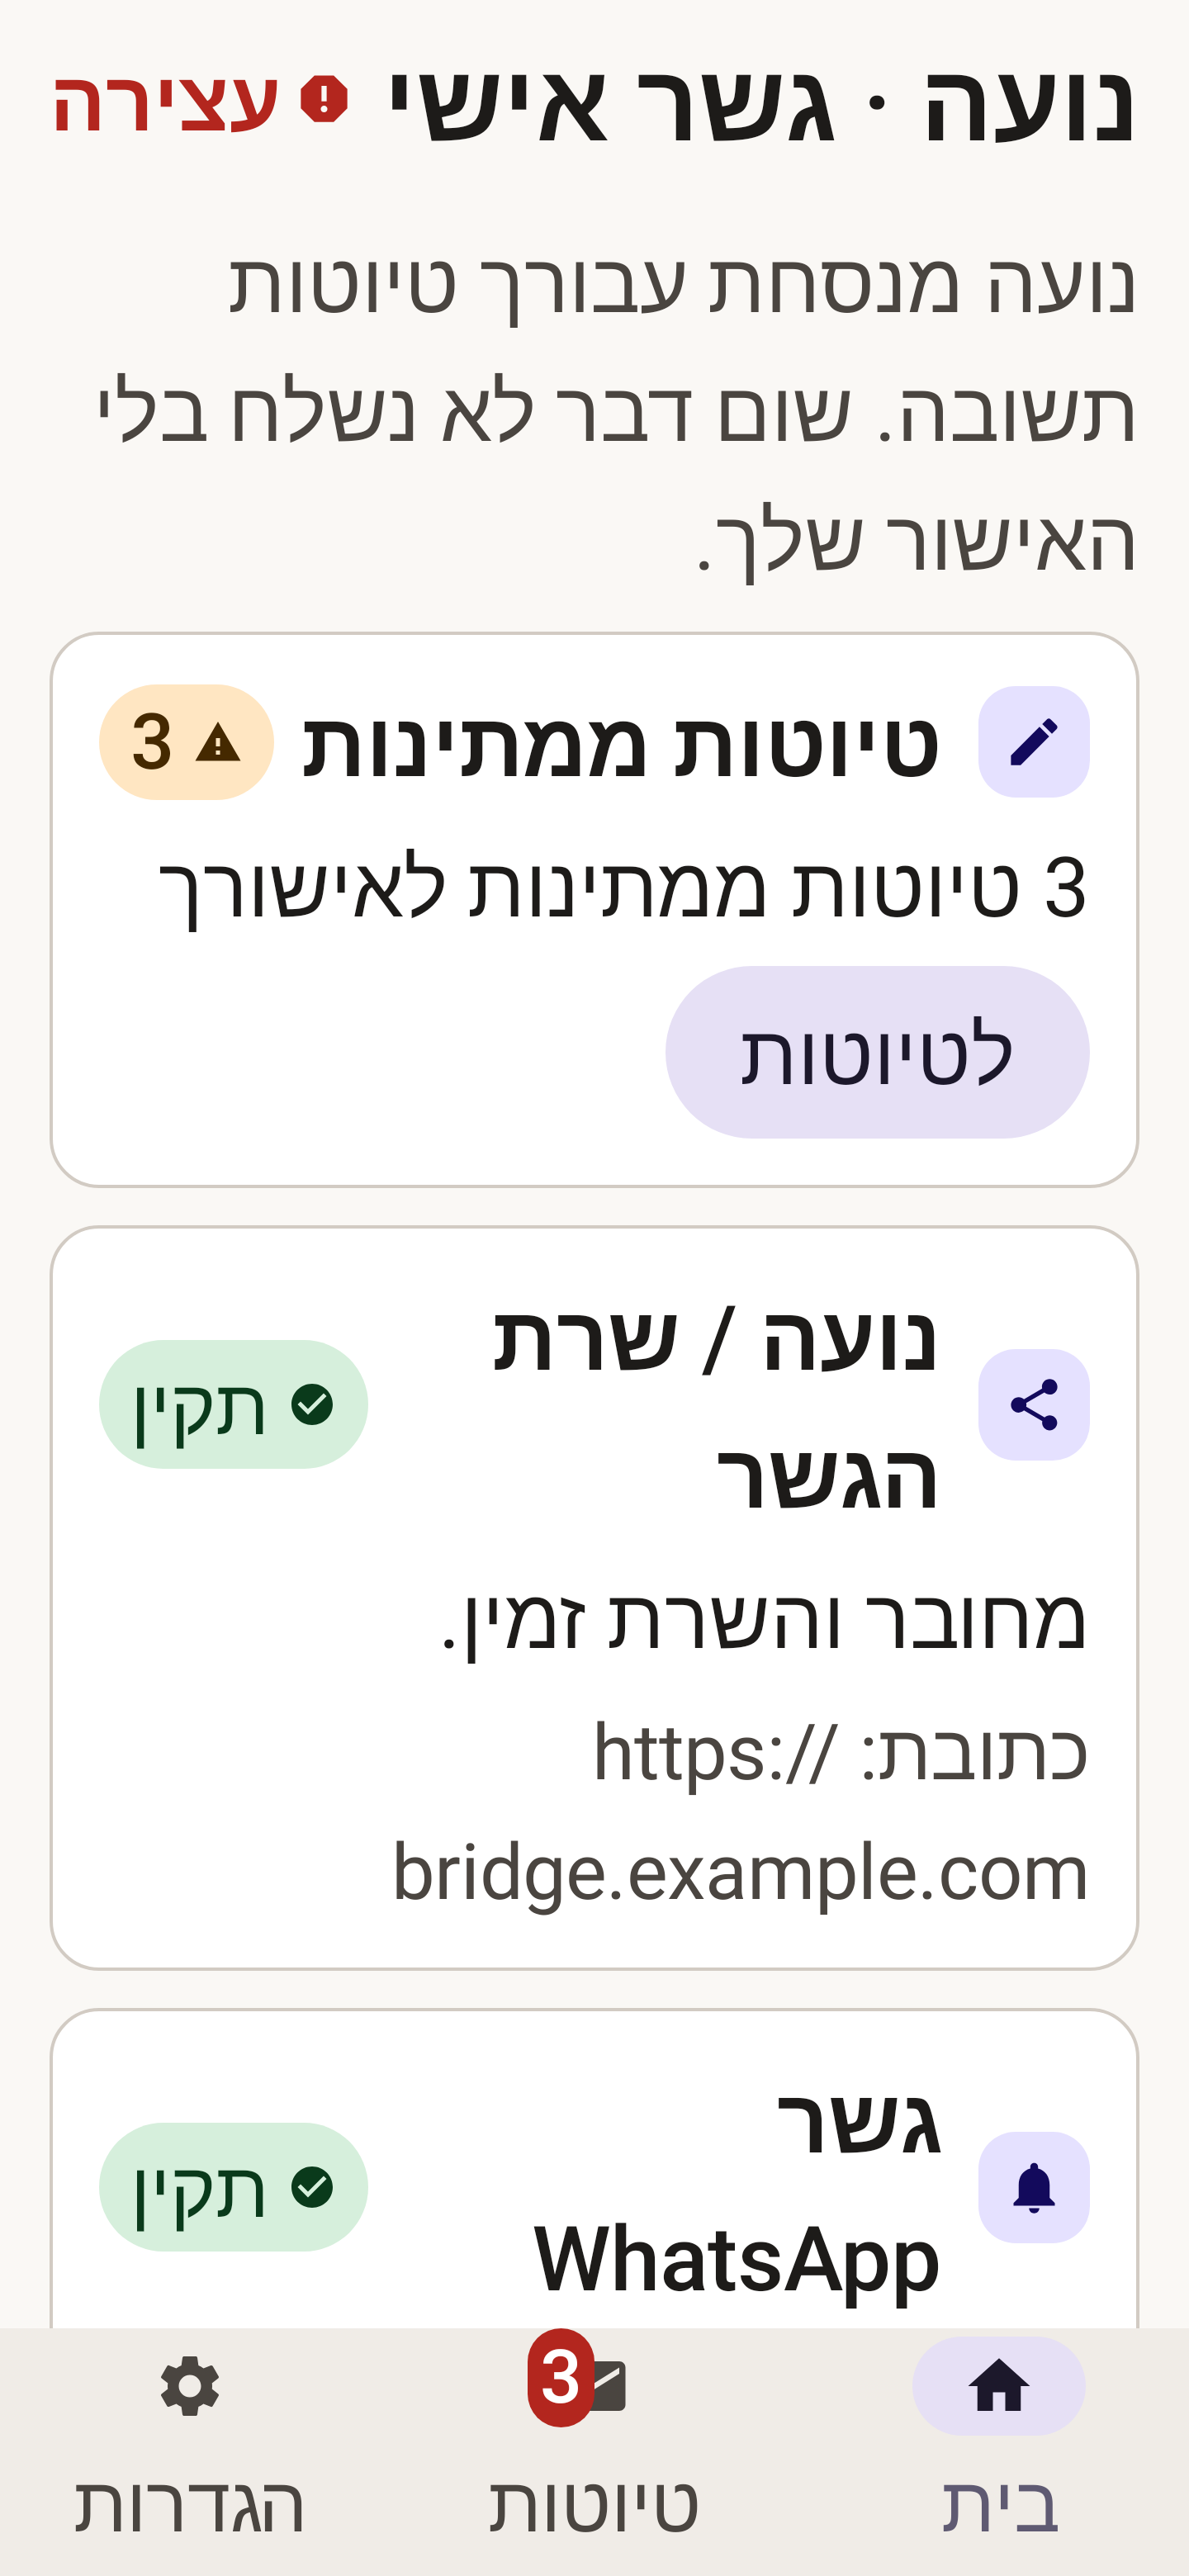 נועה · גשר אישי
עצירה
נועה מנסחת עבורך טיוטות
תשובה. שום דבר לא נשלח בלי
האישור שלך.
טיוטות ממתינות
3
3 טיוטות ממתינות לאישורך
לטיוטות
נועה / שרת
הגשר
תקין
מחובר והשרת זמין.
כתובת: https://
bridge.example.com
גשר
WhatsApp
תקין
בית
3
טיוטות
הגדרות